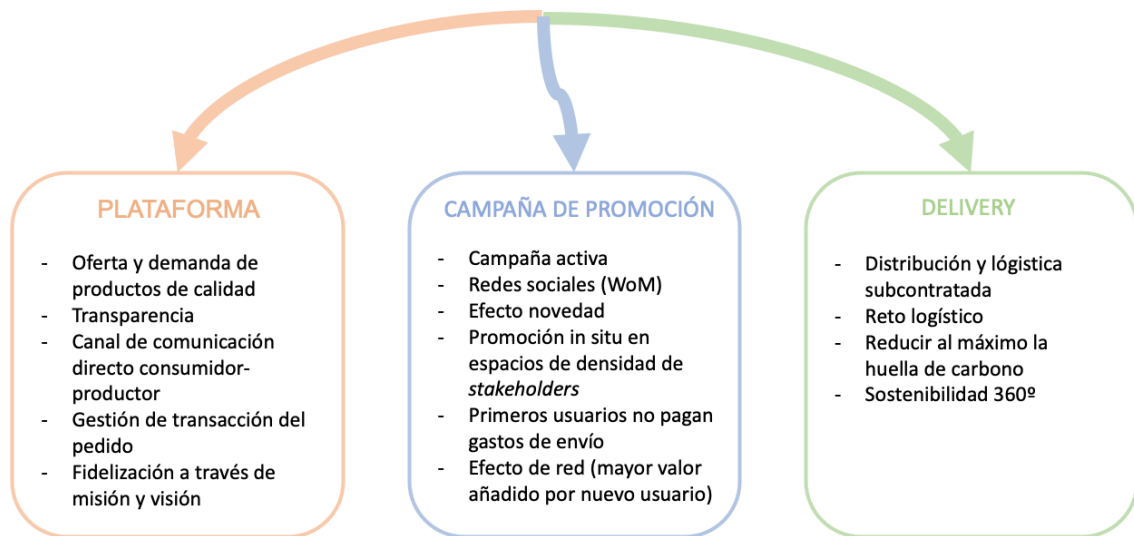 PLATAFORMA
- Oferta y demanda de
productos de calidad
- Transparencia
- Canal de comunicación
directo consumidor-
productor
- Gestión de transacción del
pedido
- Fidelización a través de
misión y visión
CAMPAÑA DE PROMOCIÓN
- Campaña activa
- Redes sociales (WoM)
- Efecto novedad
- Promoción in situ en
espacios de densidad de
stakeholders
- Primeros usuarios no pagan
gastos de envío
- Efecto de red (mayor valor
añadido por nuevo usuario)
DELIVERY
- Distribución y lógistica
subcontratada
- Reto logístico
- Reducir al máximo la
huella de carbono
- Sostenibilidad 360º